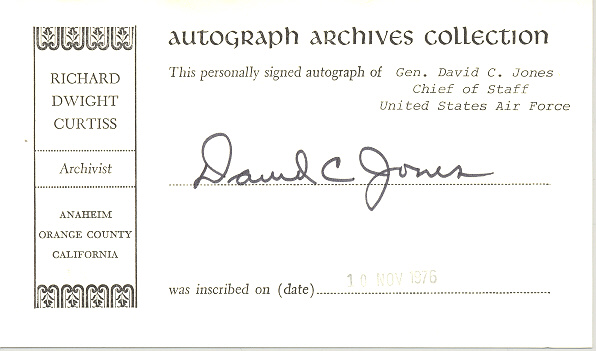 autograph archives collection
RICHARD
DWIGHT
CURTISS
Archivist
ANAHEIM
ORANGE COUNTY
CALIFORNIA
This personally signed autograph of Gen. David C. Jones
Chief of Staff
United States Air Force
David C Jones
was inscribed on (date) 10 NOV 1976